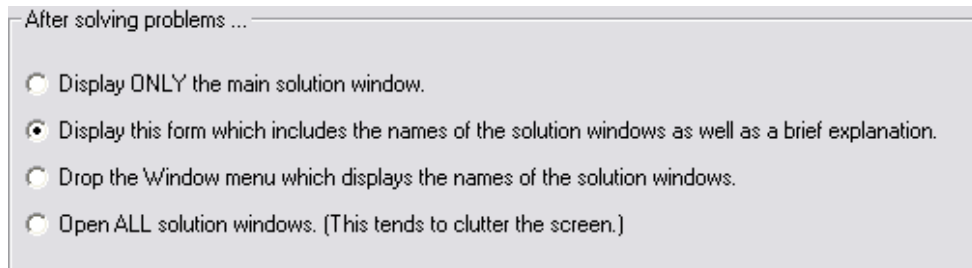 After solving problems ...
Display ONLY the main solution window.
Display this form which includes the names of the solution windows as well as a brief explanation.
Drop the Window menu which displays the names of the solution windows.
Open ALL solution windows. (This tends to clutter the screen.)